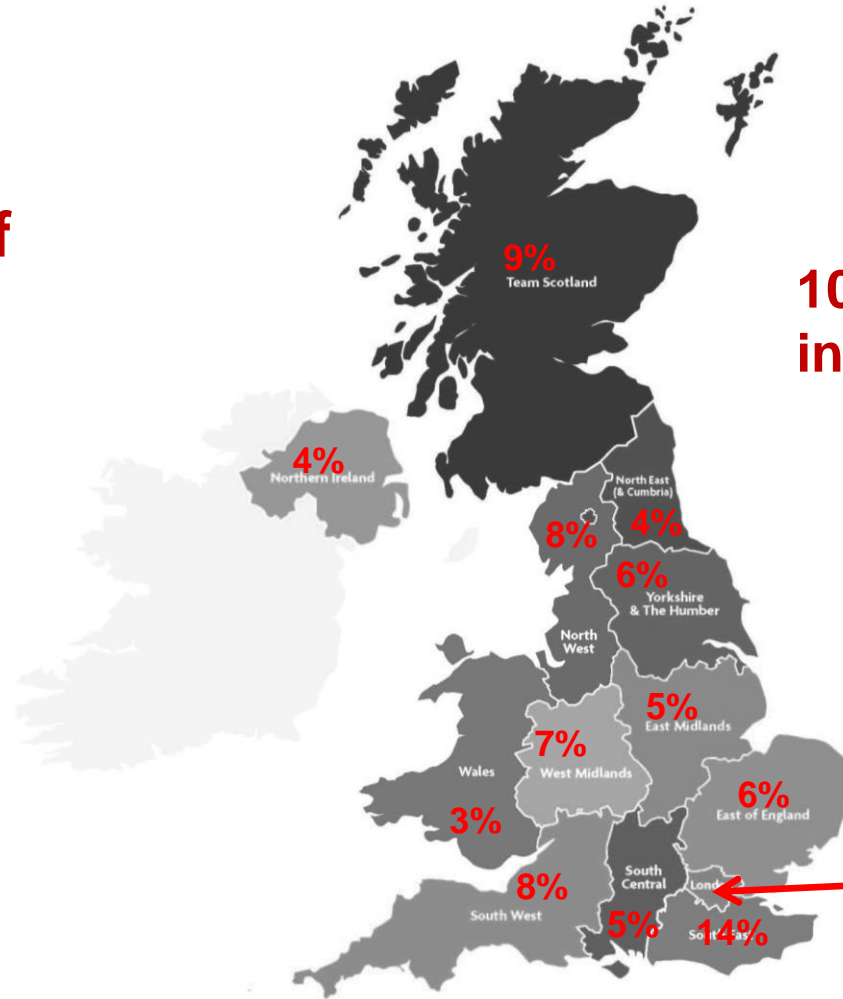 f
10
in
9%
Team Scotland
4%
Northern Ireland
North East
(& Cumbria)
4%
8%
6%
Yorkshire
& The Humber
North
West
5%
East Midlands
7%
West Midlands
Wales
3%
6%
East of England
South
Central
8%
South West
5%
14%